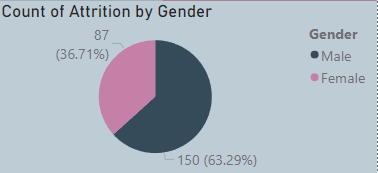 Count of Attrition by Gender
87
(36.71%)
150 (63.29%)
Gender
Male
Female